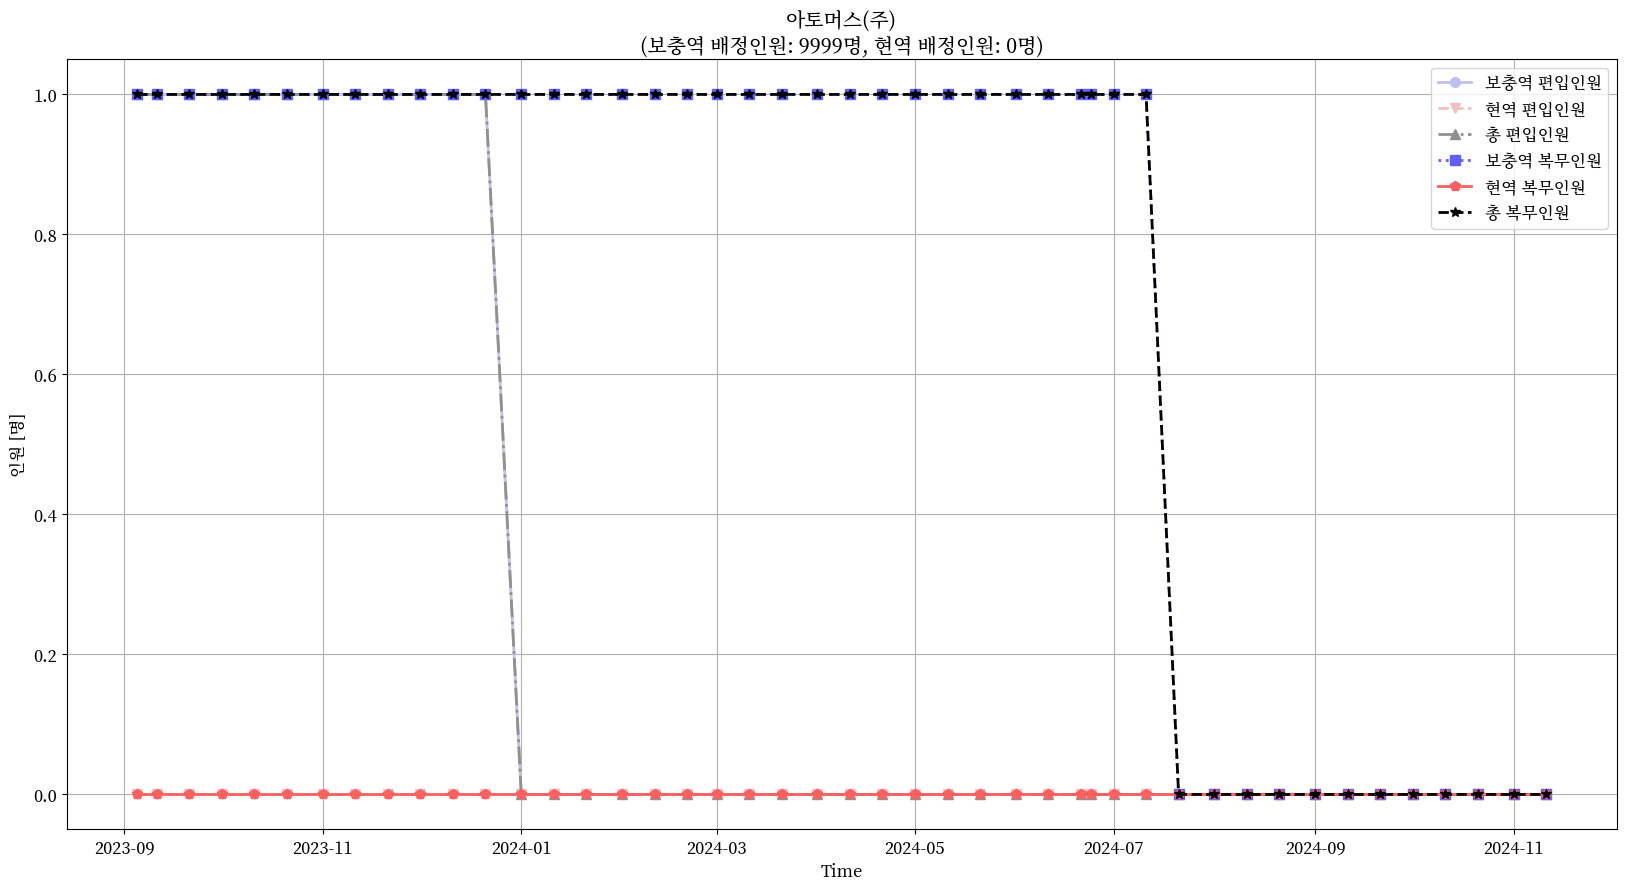 아토머스(주)
(보충역 배정인원: 9999명, 현역 배정인원: 0명)
보충역 편입인원
현역 편입인원
총 편입인원
보충역 복무인원
현역 복무인원
총 복무인원
인원 [명]
1.0
0.8
0.6
0.4
0.2
0.0
2023-09
2023-11
2024-01
2024-03
2024-05
2024-07
2024-09
2024-11
Time